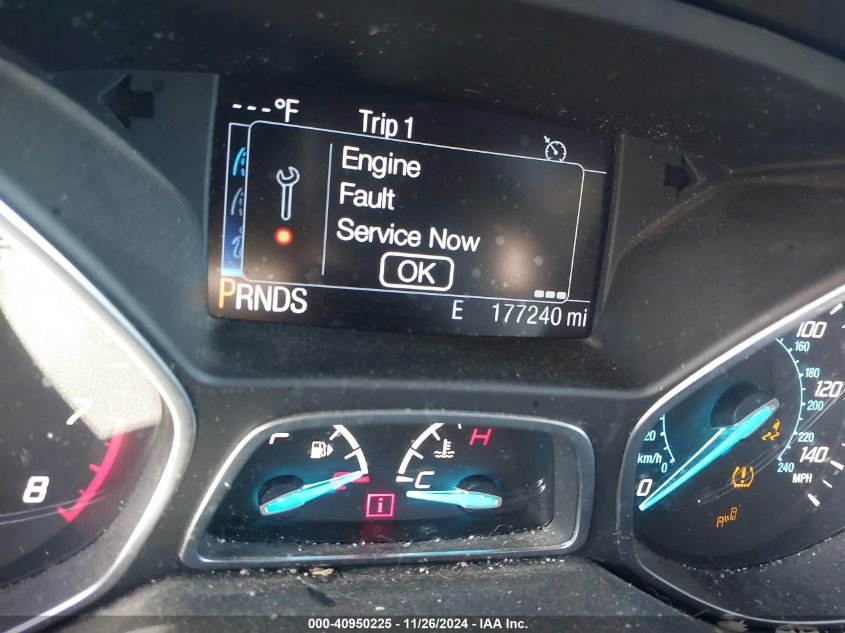 ---°F
Trip 1
Engine
Fault
Service Now
OK
PRNDS
E 177240 mi
7
8
H
C
i
20
km/h
0
0
100
160
180
120
200
220
140
240
MPH
000-40950225 - 11/26/2024 - IAA Inc.